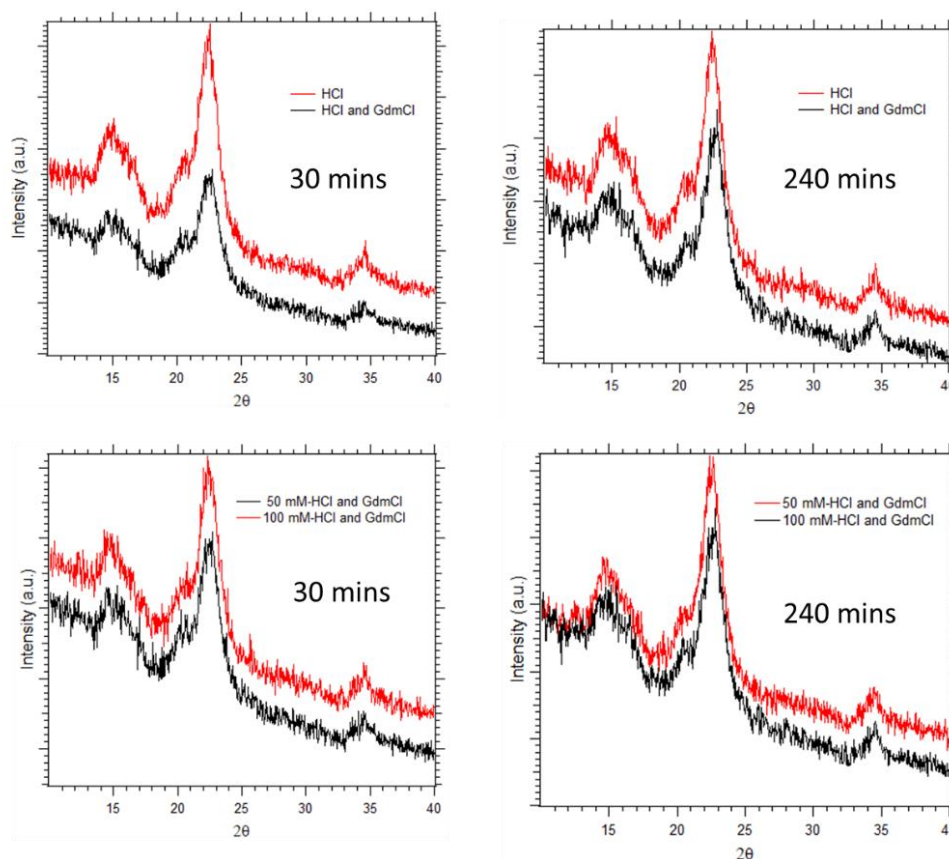 HCl
HCl and GdmCl
30 mins
Intensity (a.u.)
15 20 25 30 35 40
2θ
HCl
HCl and GdmCl
240 mins
Intensity (a.u.)
15 20 25 30 35
2θ
50 mM-HCl and GdmCl
100 mM-HCl and GdmCl
30 mins
Intensity (a.u.)
15 20 25 30 35 40
2θ
50 mM-HCl and GdmCl
100 mM-HCl and GdmCl
240 mins
Intensity (a.u.)
15 20 25 30 35
2θ